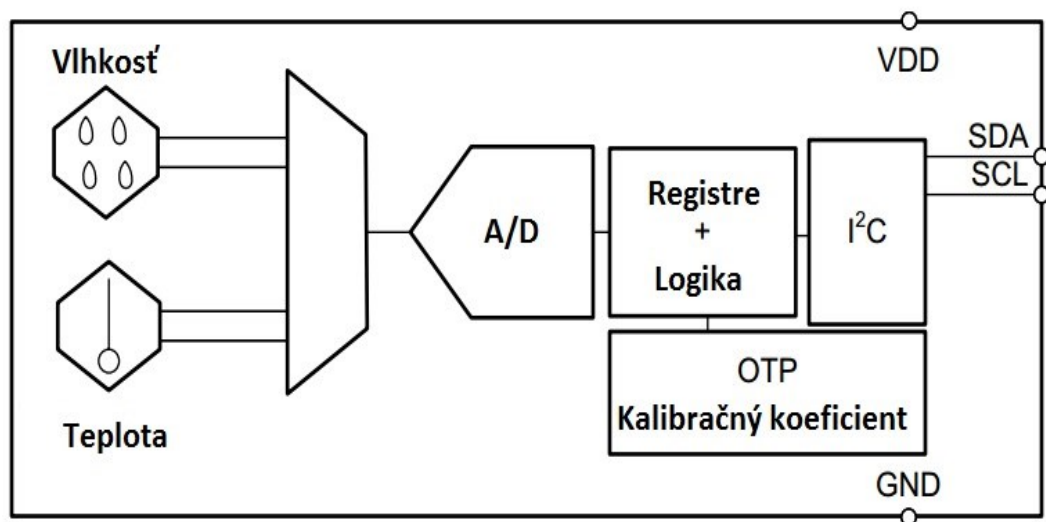 Vlhkosť
VDD
SDA
SCL
A/D
Registre
+
Logika
I²C
OTP
Kalibračný koeficient
Teplota
GND